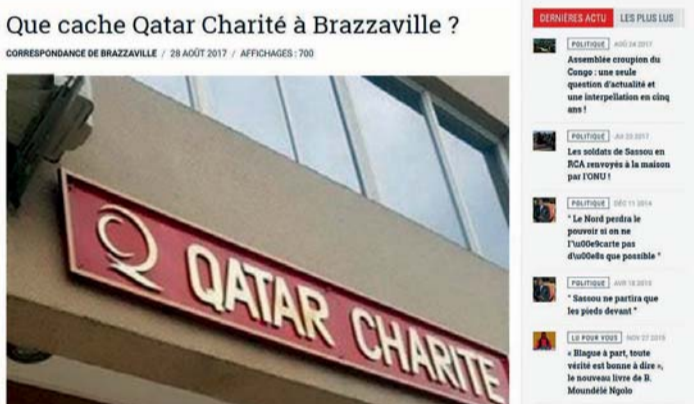 Que cache Qatar Charité à Brazzaville ?
CORRESPONDANCE DE BRAZZAVILLE / 28 AOÛT 2017 / AFFICHAGES : 700
QATAR CHARITE
DERNIÈRES ACTU LES PLUS LUS
POLITIQUE AOÛ 24 2017
Assemblée croupion du
Congo : une seule
question d'actualité et
une interpellation en cinq
ans !
POLITIQUE 2017
Les soldats de Sassou en
RCA renvoyés à la maison
par l'ONU !
POLITIQUE DÉC 11 2014
" Le Nord perdra le
pouvoir si on ne
l'\u00e9carte pas
d\u00e8s que possible "
POLITIQUE AVR 18 2015
" Sassou ne partira que
les pieds devant "
LU POUR VOUS NOV 27 2015
« Blague à part, toute
vérité est bonne à dire »,
le nouveau livre de B.
Moundélé Ngolo